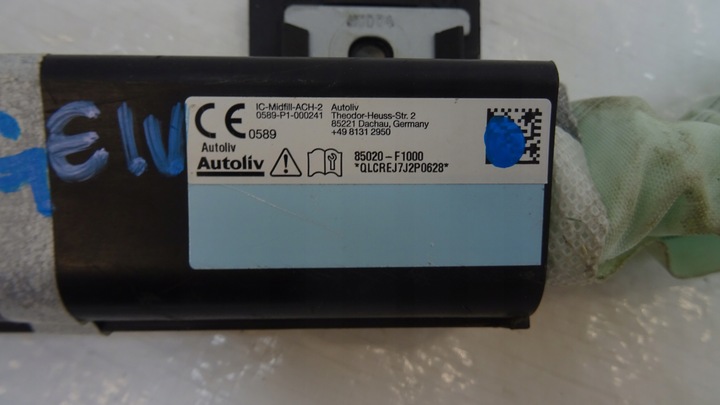 CE 0589
IC-Midfill-ACH-2
0589-P1-000241
Autoliv
Theodor-Heuss-Str. 2
85221 Dachau, Germany
+49 8131 2950
Autoliv
Autoliv
85020-F1000
*QLCREJ7J2P0628*